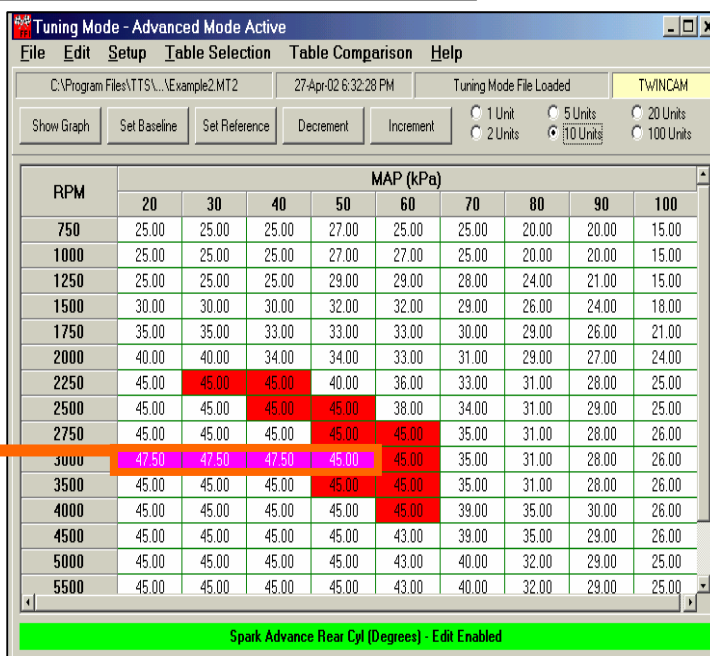 Tuning Mode - Advanced Mode Active
File Edit Setup Table Selection Table Comparison Help
C:\Program Files\TTS\...\Example2.MT2 27-Apr-02 6:32:28 PM Tuning Mode File Loaded TWINCAM
Show Graph Set Baseline Set Reference Decrement Increment 1 Unit 5 Units 20 Units
2 Units 10 Units 100 Units
RPM MAP (kPa)
20 30 40 50 60 70 80 90 100
750 25.00 25.00 25.00 27.00 25.00 25.00 20.00 20.00 15.00
1000 25.00 25.00 25.00 27.00 27.00 25.00 20.00 20.00 15.00
1250 25.00 25.00 25.00 29.00 29.00 28.00 24.00 21.00 15.00
1500 30.00 30.00 30.00 32.00 32.00 29.00 26.00 24.00 18.00
1750 35.00 35.00 33.00 33.00 33.00 30.00 29.00 26.00 21.00
2000 40.00 40.00 34.00 34.00 33.00 31.00 29.00 27.00 24.00
2250 45.00 45.00 45.00 40.00 36.00 33.00 31.00 28.00 25.00
2500 45.00 45.00 45.00 45.00 38.00 34.00 31.00 29.00 25.00
2750 45.00 45.00 45.00 45.00 45.00 35.00 31.00 28.00 26.00
3000 47.50 47.50 47.50 45.00 45.00 35.00 31.00 28.00 26.00
3500 45.00 45.00 45.00 45.00 45.00 35.00 31.00 28.00 26.00
4000 45.00 45.00 45.00 45.00 45.00 39.00 35.00 30.00 26.00
4500 45.00 45.00 45.00 45.00 43.00 39.00 35.00 29.00 26.00
5000 45.00 45.00 45.00 45.00 43.00 40.00 32.00 29.00 25.00
5500 45.00 45.00 45.00 45.00 43.00 40.00 32.00 29.00 25.00
Spark Advance Rear Cyl (Degrees) - Edit Enabled